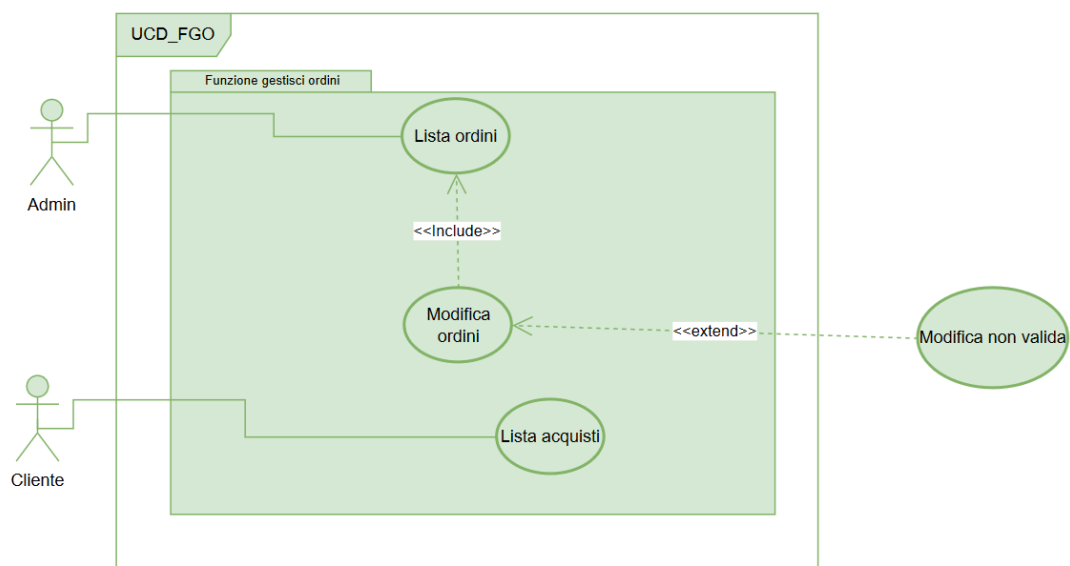 UCD_FGO
Funzione gestisci ordini
Lista ordini
Admin
<<Include>>
Modifica
ordini
<<extend>>
Modifica non valida
Lista acquisti
Cliente